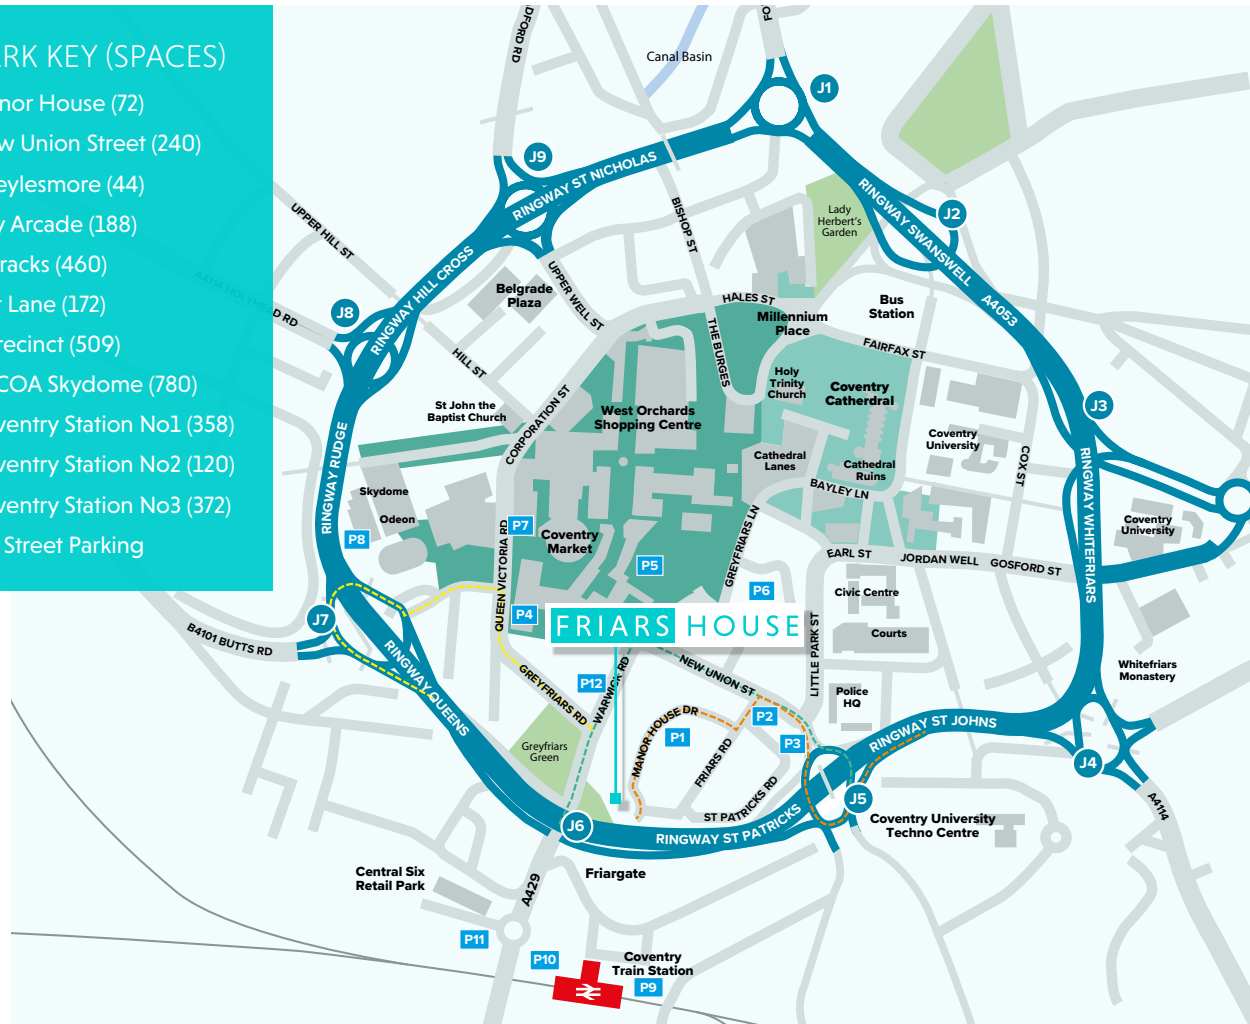 ARK KEY (SPACES)
nor House (72)
w Union Street (240)
eylesmore (44)
y Arcade (188)
racks (460)
t Lane (172)
recinct (509)
COA Skydome (780)
ventry Station No1 (358)
ventry Station No2 (120)
ventry Station No3 (372)
Street Parking
DFORD RD
FO
Canal Basin
J1
J9
RINGWAY ST NICHOLAS
RINGWAY SWANSWELL
J2
A4053
UPPER HILL ST
A4114 HOLYHEAD RD
BISHOP ST
Lady
Herbert's
Garden
RINGWAY HILL CROSS
UPPER WELL ST
Belgrade
Plaza
HALES ST
Millennium
Place
Bus
Station
J8
THE BURGES
FAIRFAX ST
HILL ST
Holy
Trinity
Church
Coventry
Catherdral
J3
St John the
Baptist Church
CORPORATION ST
West Orchards
Shopping Centre
RINGWAY RUDGE
Cathedral
Lanes
Cathedral
Ruins
Coventry
University
COX ST
RINGWAY WHITEFRIARS
Skydome
Odeon
BAYLEY LN
P8
P7
QUEEN VICTORIA RD
Coventry
Market
GREYFRIARS LN
Coventry
University
P5
EARL ST
JORDAN WELL
GOSFORD ST
P6
Civic Centre
P4
FRIARS HOUSE
LITTLE PARK ST
Courts
J7
B4101 BUTTS RD
RINGWAY QUEENS
GREYFRIARS RD
P12
WARWICK RD
NEW UNION ST
Police
HQ
Whitefriars
Monastery
MANOR HOUSE DR
P1
P2
P3
FRIARS RD
RINGWAY ST JOHNS
Greyfriars
Green
J4
ST PATRICKS RD
J5
A4114
J6
RINGWAY ST PATRICKS
Coventry University
Techno Centre
Central Six
Retail Park
A429
Friargate
P11
P10
Coventry
Train Station
P9